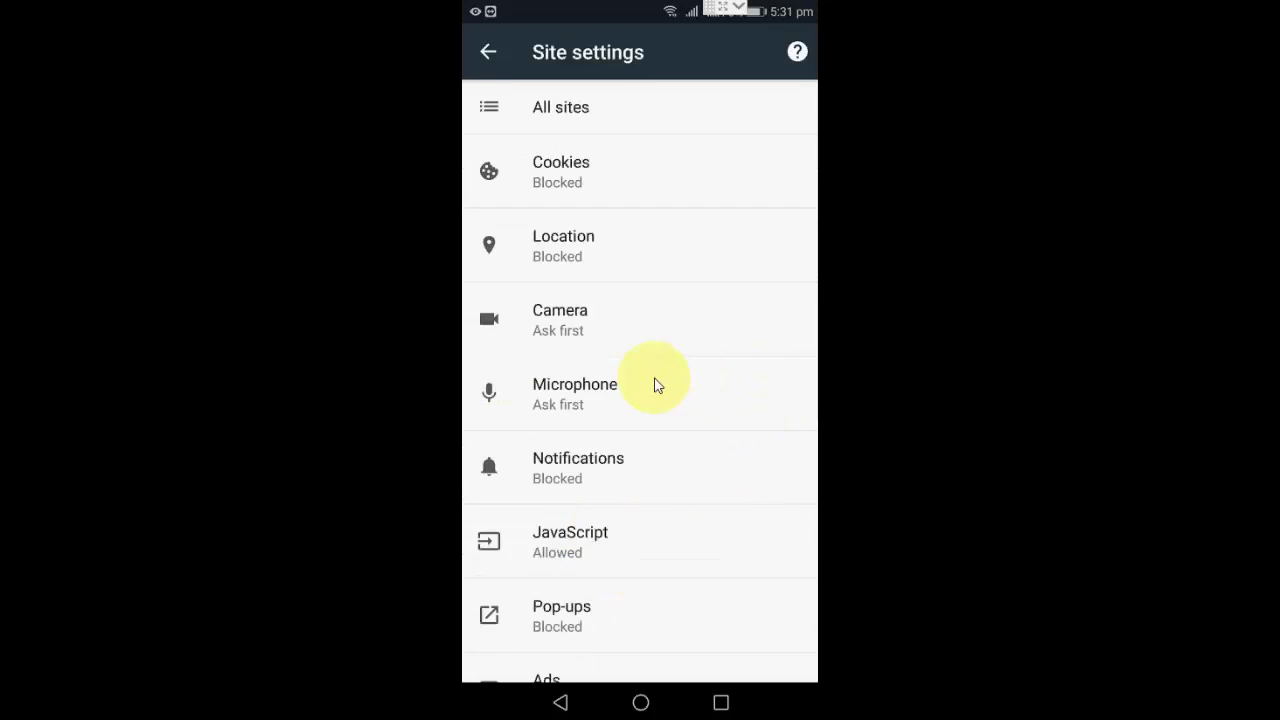 5:31 pm
Site settings
All sites
Cookies
Blocked
Location
Blocked
Camera
Ask first
Microphone
Ask first
Notifications
Blocked
JavaScript
Allowed
Pop-ups
Blocked
Ads